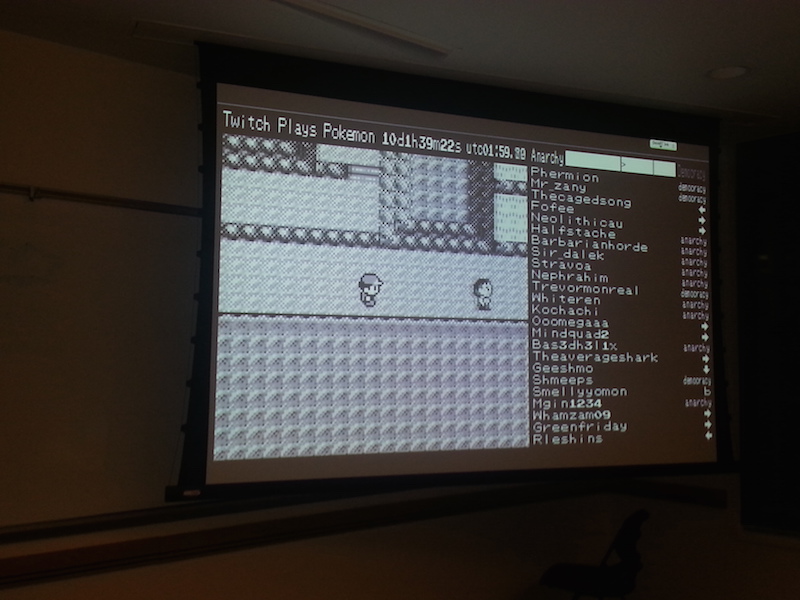 Twitch Plays Pokemon 10d1h39m22s utc01:59.00 Anarchy Democracy
Phermion
Mr_zany democracy
Thecagedsong democracy
Fofee ←
Neolithicau →
Halfstache →
Barbarianhorde anarchy
Sir_dalek anarchy
Stravoa anarchy
Nephrahim anarchy
Trevormonreal anarchy
Whiteren democracy
Kochachi anarchy
Ooomegaaa anarchy
Mindquad2 →
Bas3dh3l1x →
Theaverageshark anarchy
Geeshmo →
Shmeeps ↓
Smellyyomon democracy
Mgin1234 b
Whamzam09 anarchy
Greenfriday →
Rleshins →
←